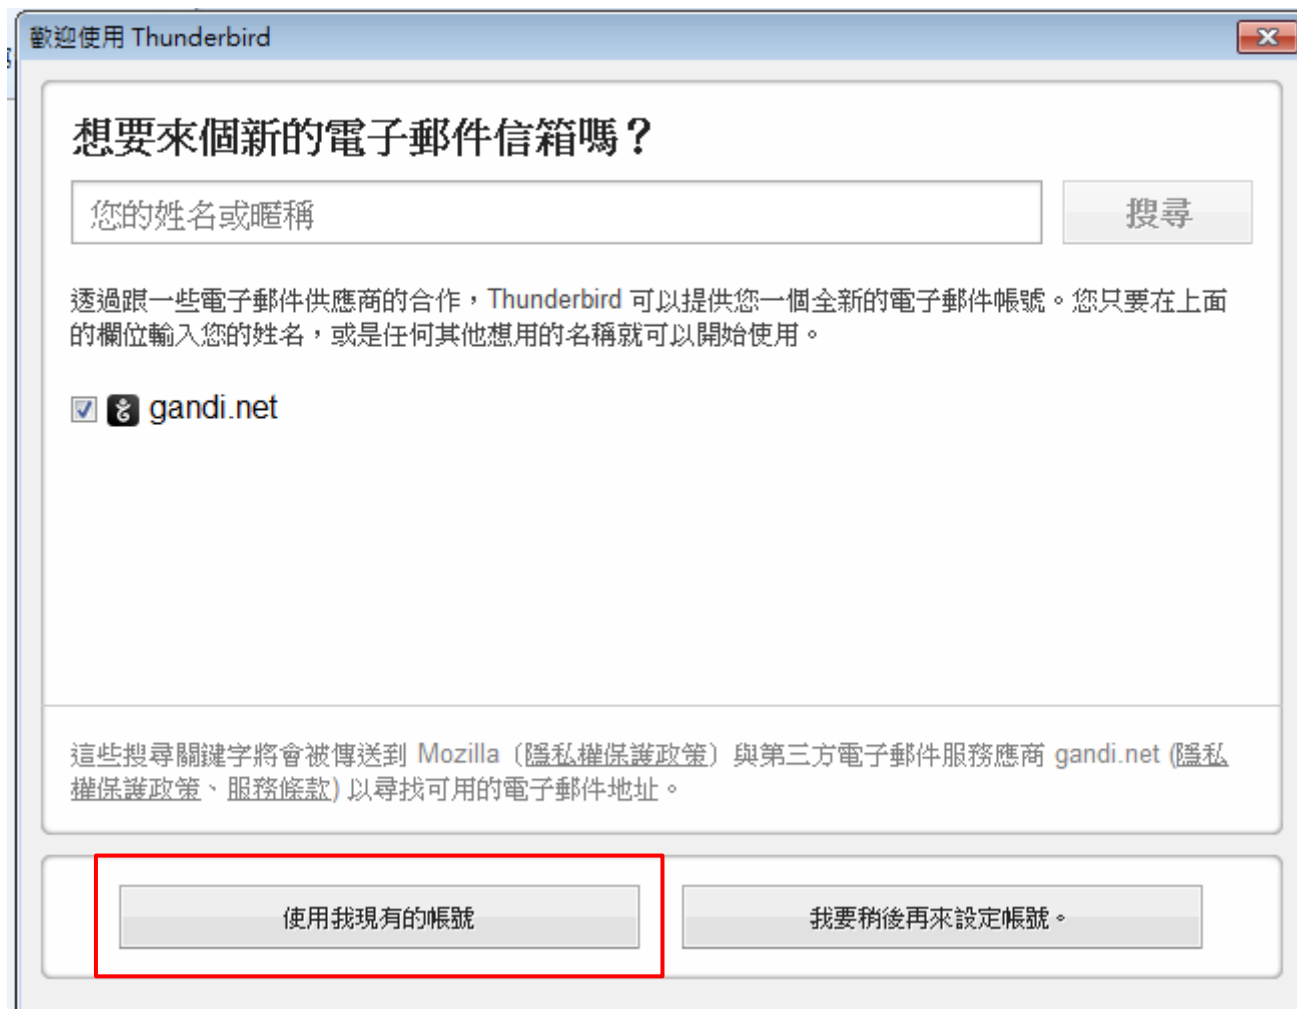 歡迎使用 Thunderbird
想要來個新的電子郵件信箱嗎？
您的姓名或暱稱
搜尋
透過跟一些電子郵件供應商的合作，Thunderbird 可以提供您一個全新的電子郵件帳號。您只要在上面
的欄位輸入您的姓名，或是任何其他想用的名稱就可以開始使用。
gandi.net
這些搜尋關鍵字將會被傳送到 Mozilla（隱私權保護政策）與第三方電子郵件服務應商 gandi.net (隱私
權保護政策、服務條款) 以尋找可用的電子郵件地址。
使用我現有的帳號
我要稍後再來設定帳號。